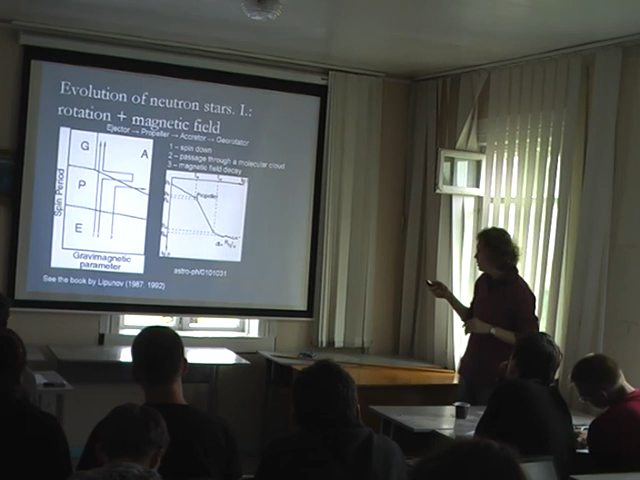 Evolution of neutron stars. I.:
rotation + magnetic field
Ejector → Propeller → Accretor → Georotator
1 – spin down
2 – passage through a molecular cloud
3 – magnetic field decay
G
A
P
E
Spin Period
Gravimagnetic
parameter
Propeller
astro-ph/0101031
See the book by Lipunov (1987, 1992)